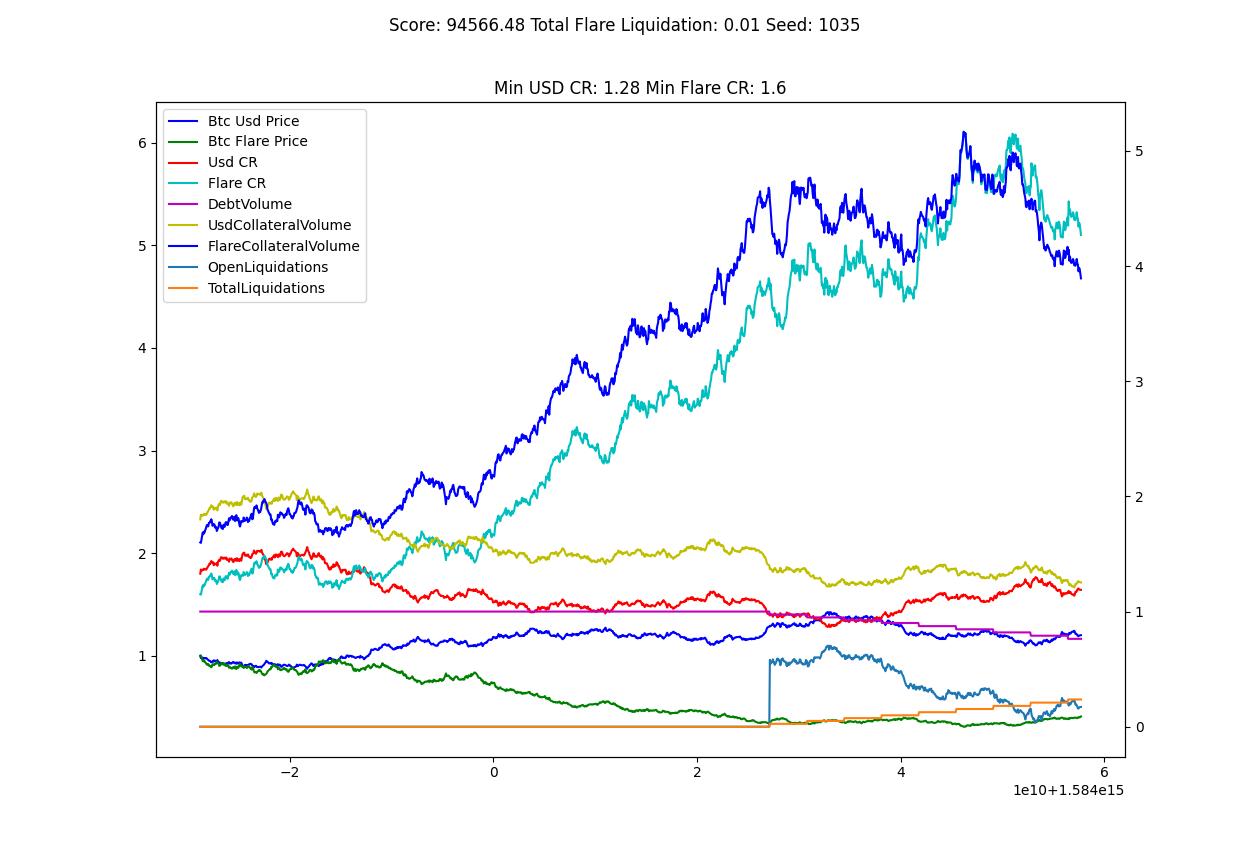 Score: 94566.48 Total Flare Liquidation: 0.01 Seed: 1035
Min USD CR: 1.28 Min Flare CR: 1.6
Btc Usd Price
Btc Flare Price
Usd CR
Flare CR
DebtVolume
UsdCollateralVolume
FlareCollateralVolume
OpenLiquidations
TotalLiquidations
6
5
4
3
2
1
5
4
3
2
1
0
−2
0
2
4
6
1e10+1.584e15